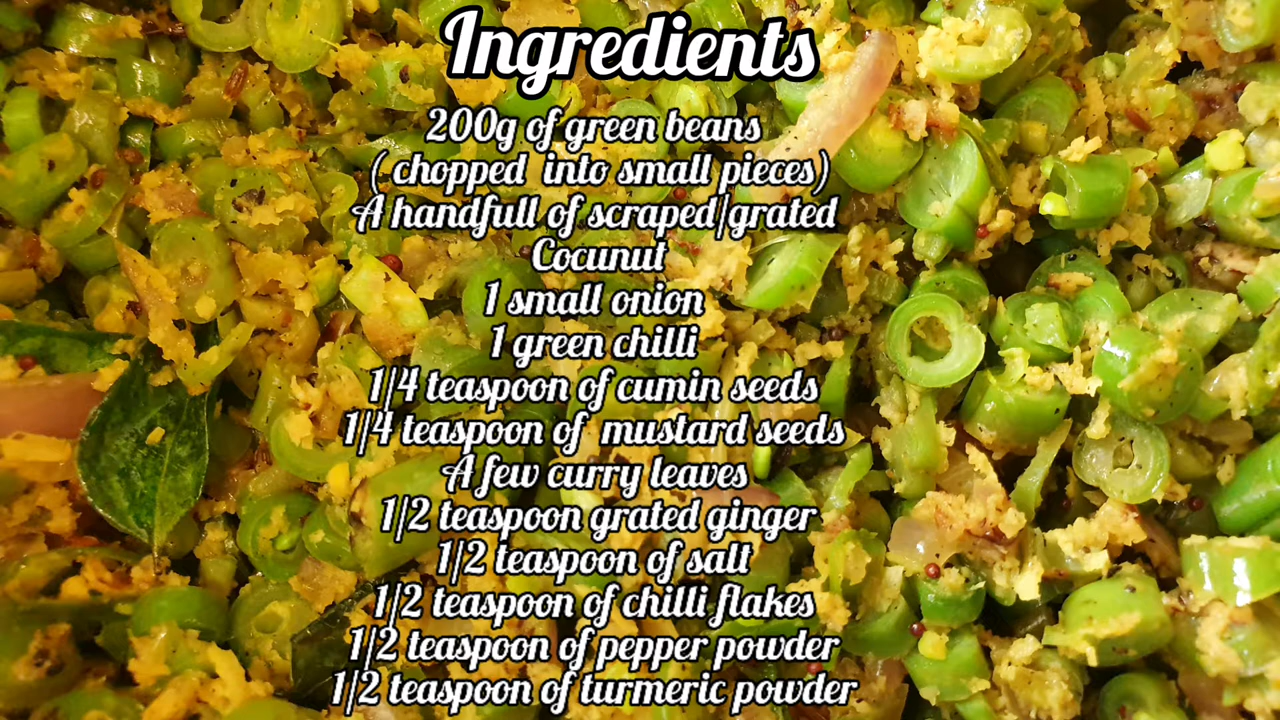 Ingredients
200g of green beans
( chopped into small pieces)
A handfull of scraped/grated
Cocunut
1 small onion
1 green chilli
1/4 teaspoon of cumin seeds
1/4 teaspoon of mustard seeds
A few curry leaves
1/2 teaspoon grated ginger
1/2 teaspoon of salt
1/2 teaspoon of chilli flakes
1/2 teaspoon of pepper powder
1/2 teaspoon of turmeric powder